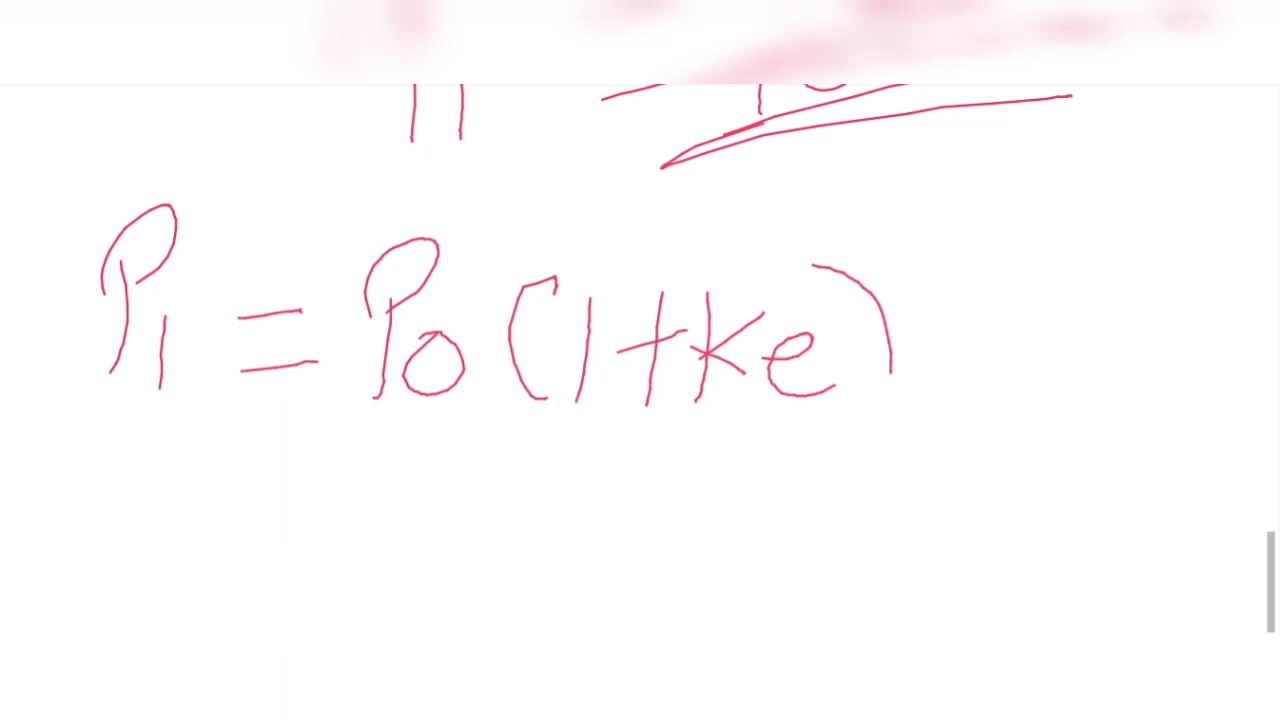 P1 = P0 (1+ke)